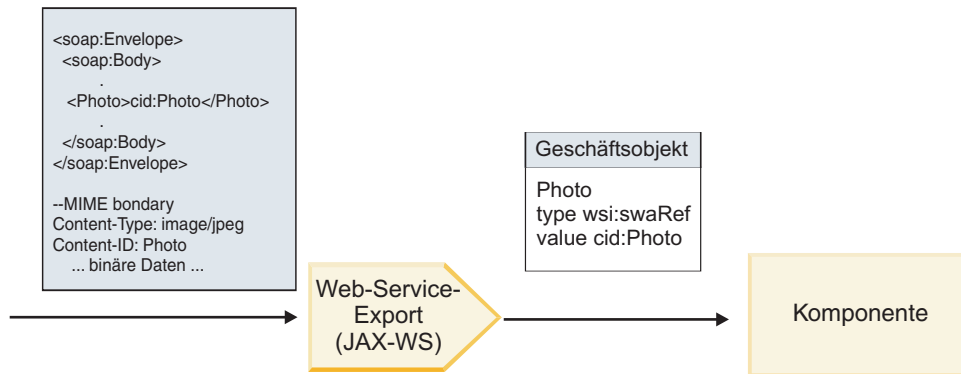 <soap:Envelope>
<soap:Body>
.
<Photo>cid:Photo</Photo>
.
</soap:Body>
</soap:Envelope>
--MIME bondary
Content-Type: image/jpeg
Content-ID: Photo
... binäre Daten ...
Web-Service-
Export
(JAX-WS)
Geschäftsobjekt
Photo
type wsi:swaRef
value cid:Photo
Komponente